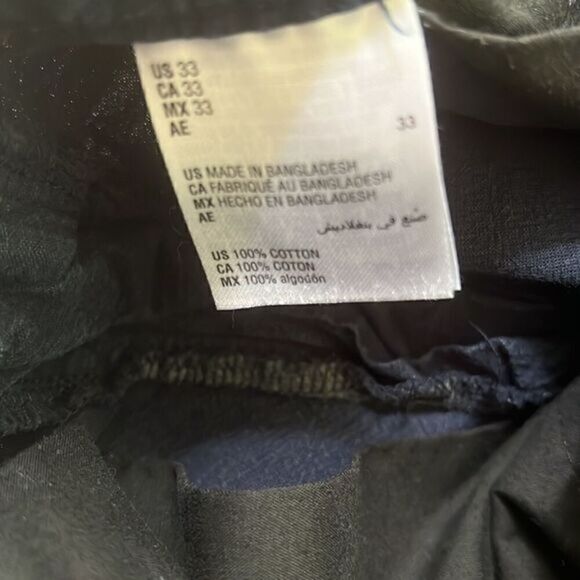 US 33
CA 33
MX 33
AE 33
US MADE IN BANGLADESH
CA FABRIQUÉ AU BANGLADESH
MX HECHO EN BANGLADESH
AE صنع في بنغلاديش
US 100% COTTON
CA 100% COTON
MX 100% algodón